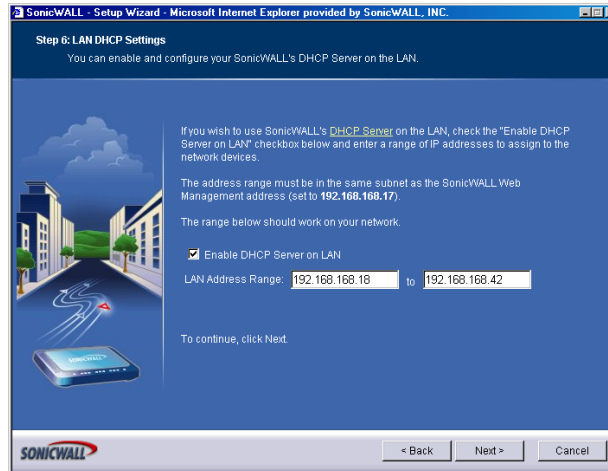 SonicWALL - Setup Wizard - Microsoft Internet Explorer provided by SonicWALL, INC.
Step 6: LAN DHCP Settings
You can enable and configure your SonicWALL's DHCP Server on the LAN.
If you wish to use SonicWALL's DHCP Server on the LAN, check the "Enable DHCP
Server on LAN" checkbox below and enter a range of IP addresses to assign to the
network devices.
The address range must be in the same subnet as the SonicWALL Web
Management address (set to 192.168.168.17).
The range below should work on your network.
Enable DHCP Server on LAN
LAN Address Range: 192.168.168.18 to 192.168.168.42
To continue, click Next.
SONICWALL
SONICWALL
< Back Next > Cancel